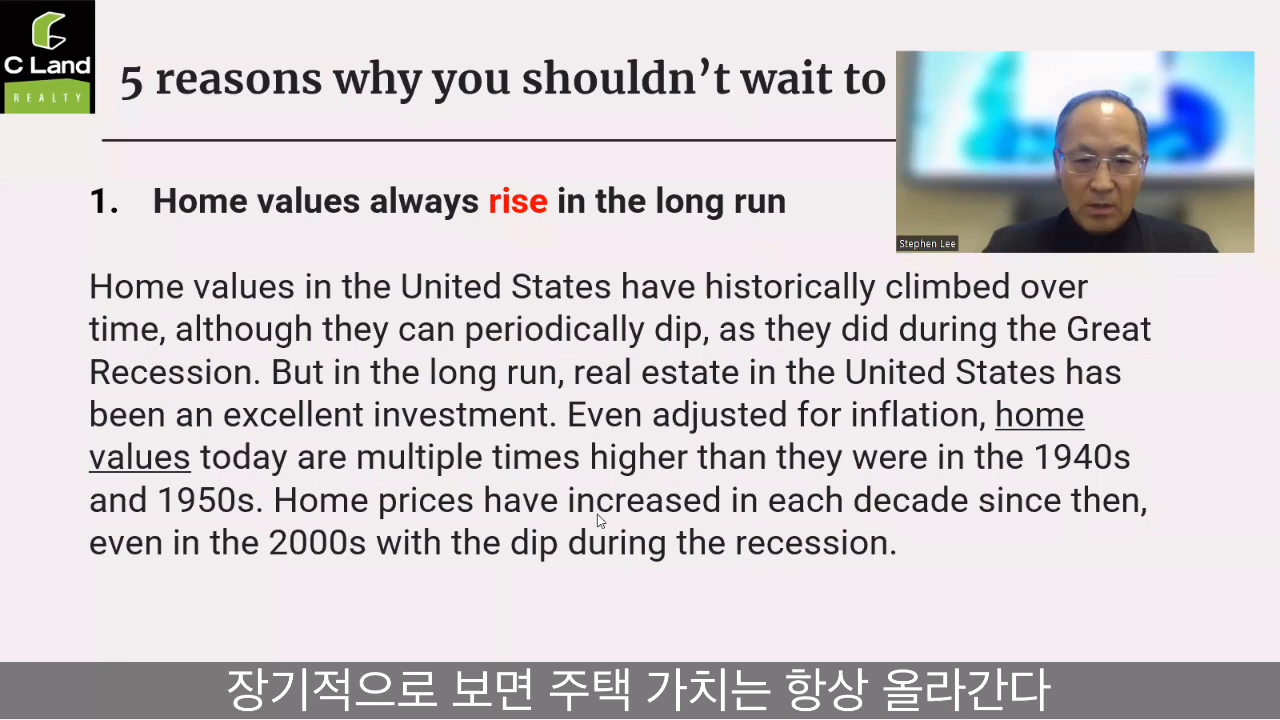 C Land
REALTY
5 reasons why you shouldn’t wait to
1. Home values always rise in the long run
Stephen Lee
Home values in the United States have historically climbed over
time, although they can periodically dip, as they did during the Great
Recession. But in the long run, real estate in the United States has
been an excellent investment. Even adjusted for inflation, home
values today are multiple times higher than they were in the 1940s
and 1950s. Home prices have increased in each decade since then,
even in the 2000s with the dip during the recession.
장기적으로 보면 주택 가치는 항상 올라간다